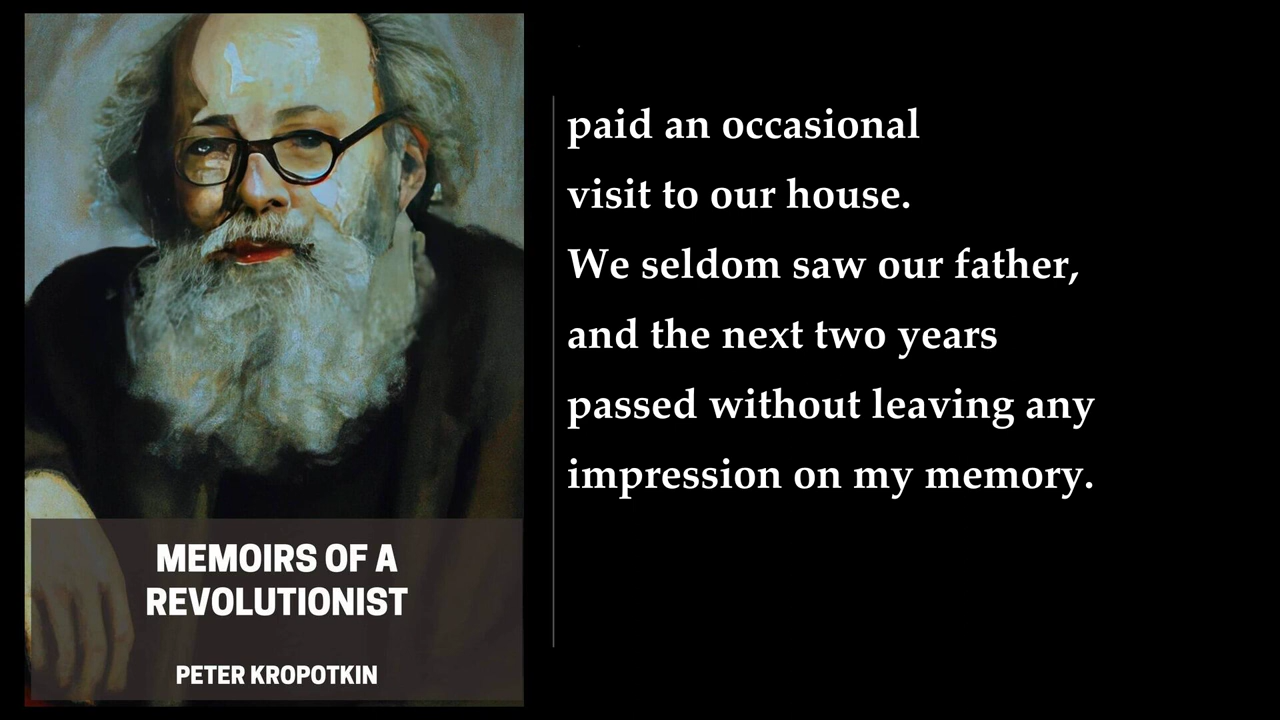 MEMOIRS OF A
REVOLUTIONIST
PETER KROPOTKIN
paid an occasional
visit to our house.
We seldom saw our father,
and the next two years
passed without leaving any
impression on my memory.